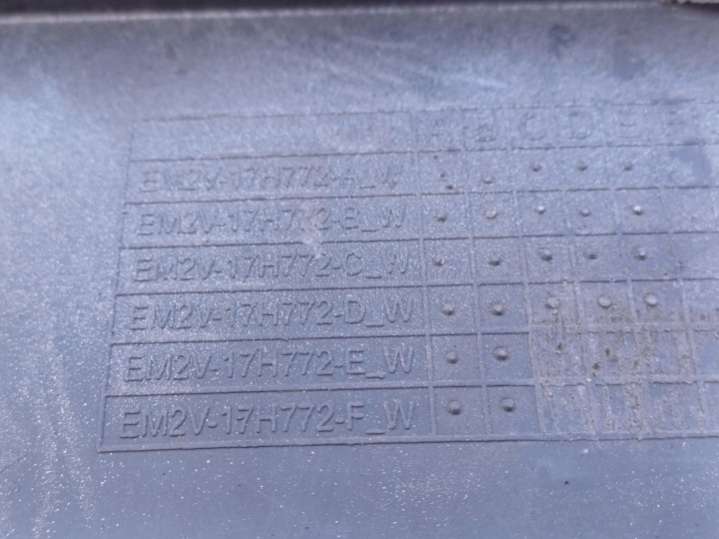 A B C D E F
EM2V-17H772-A_W
EM2V-17H772-B_W
EM2V-17H772-C_W
EM2V-17H772-D_W
EM2V-17H772-E_W
EM2V-17H772-F_W